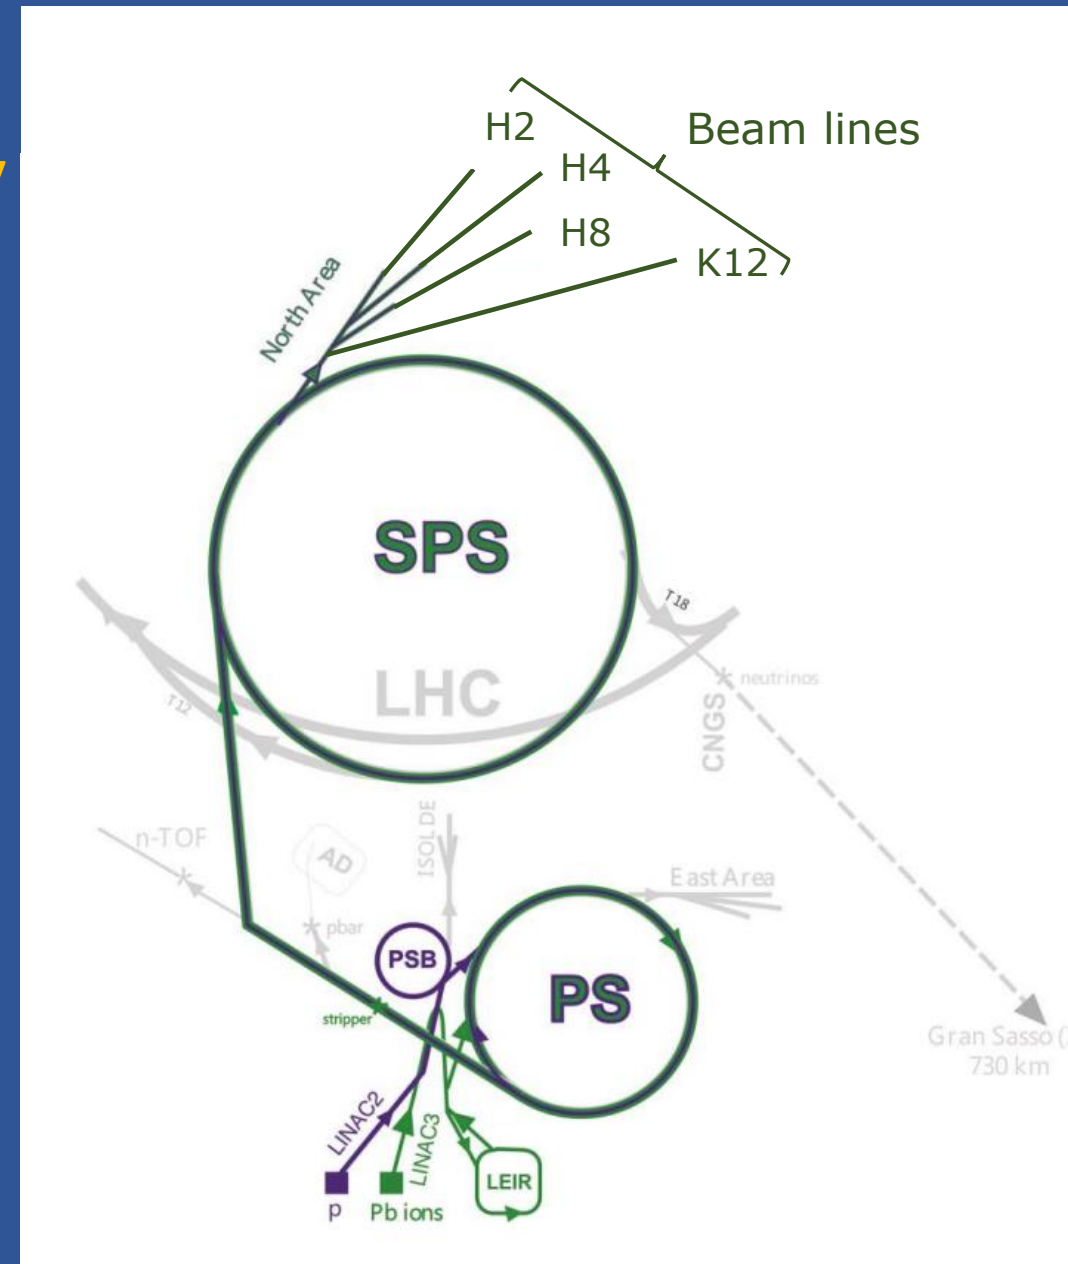 H2
Beam lines
H4
H8
K12
North Area
SPS
T18
LHC
neutrinos
T12
CNGS
n-TOF
AD
ISOLDE
East Area
pbar
PSB
PS
stripper
Gran Sasso (
730 km
LINAC2
LINAC3
LEIR
p
Pb ions